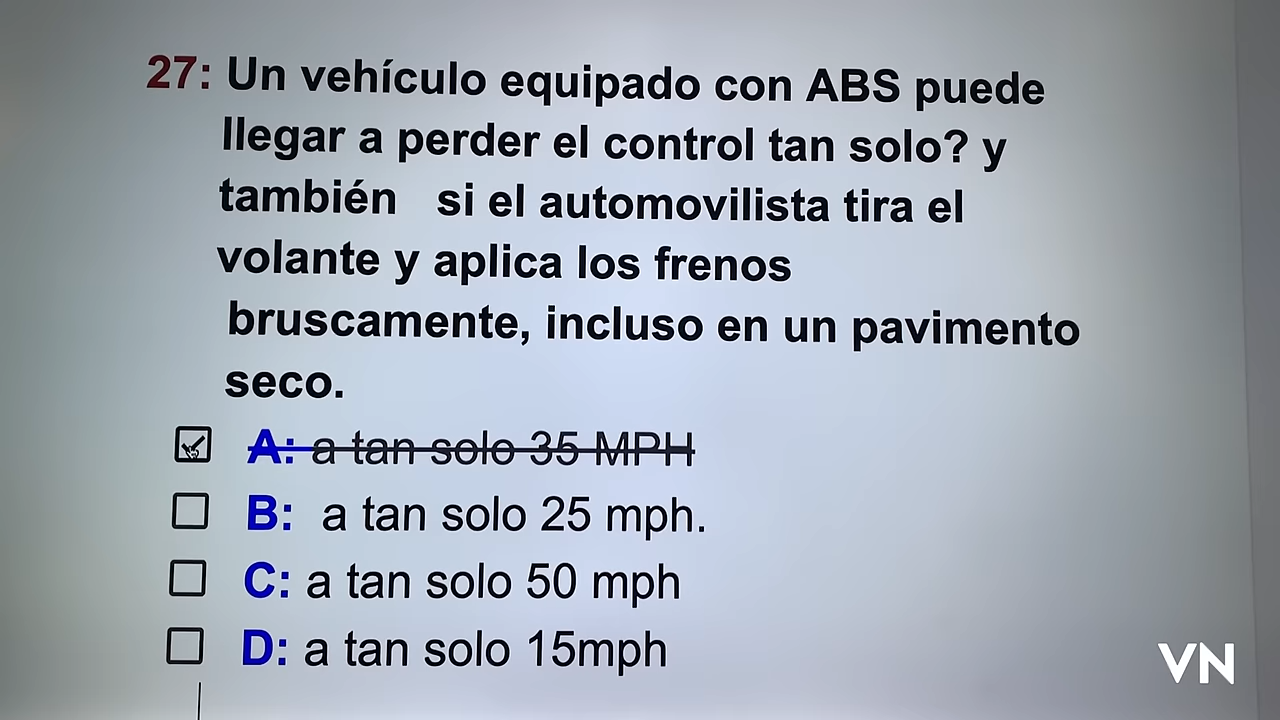 27: Un vehículo equipado con ABS puede
llegar a perder el control tan solo? y
también si el automovilista tira el
volante y aplica los frenos
bruscamente, incluso en un pavimento
seco.
A: a tan solo 35 MPH
B: a tan solo 25 mph.
C: a tan solo 50 mph
D: a tan solo 15mph
VN